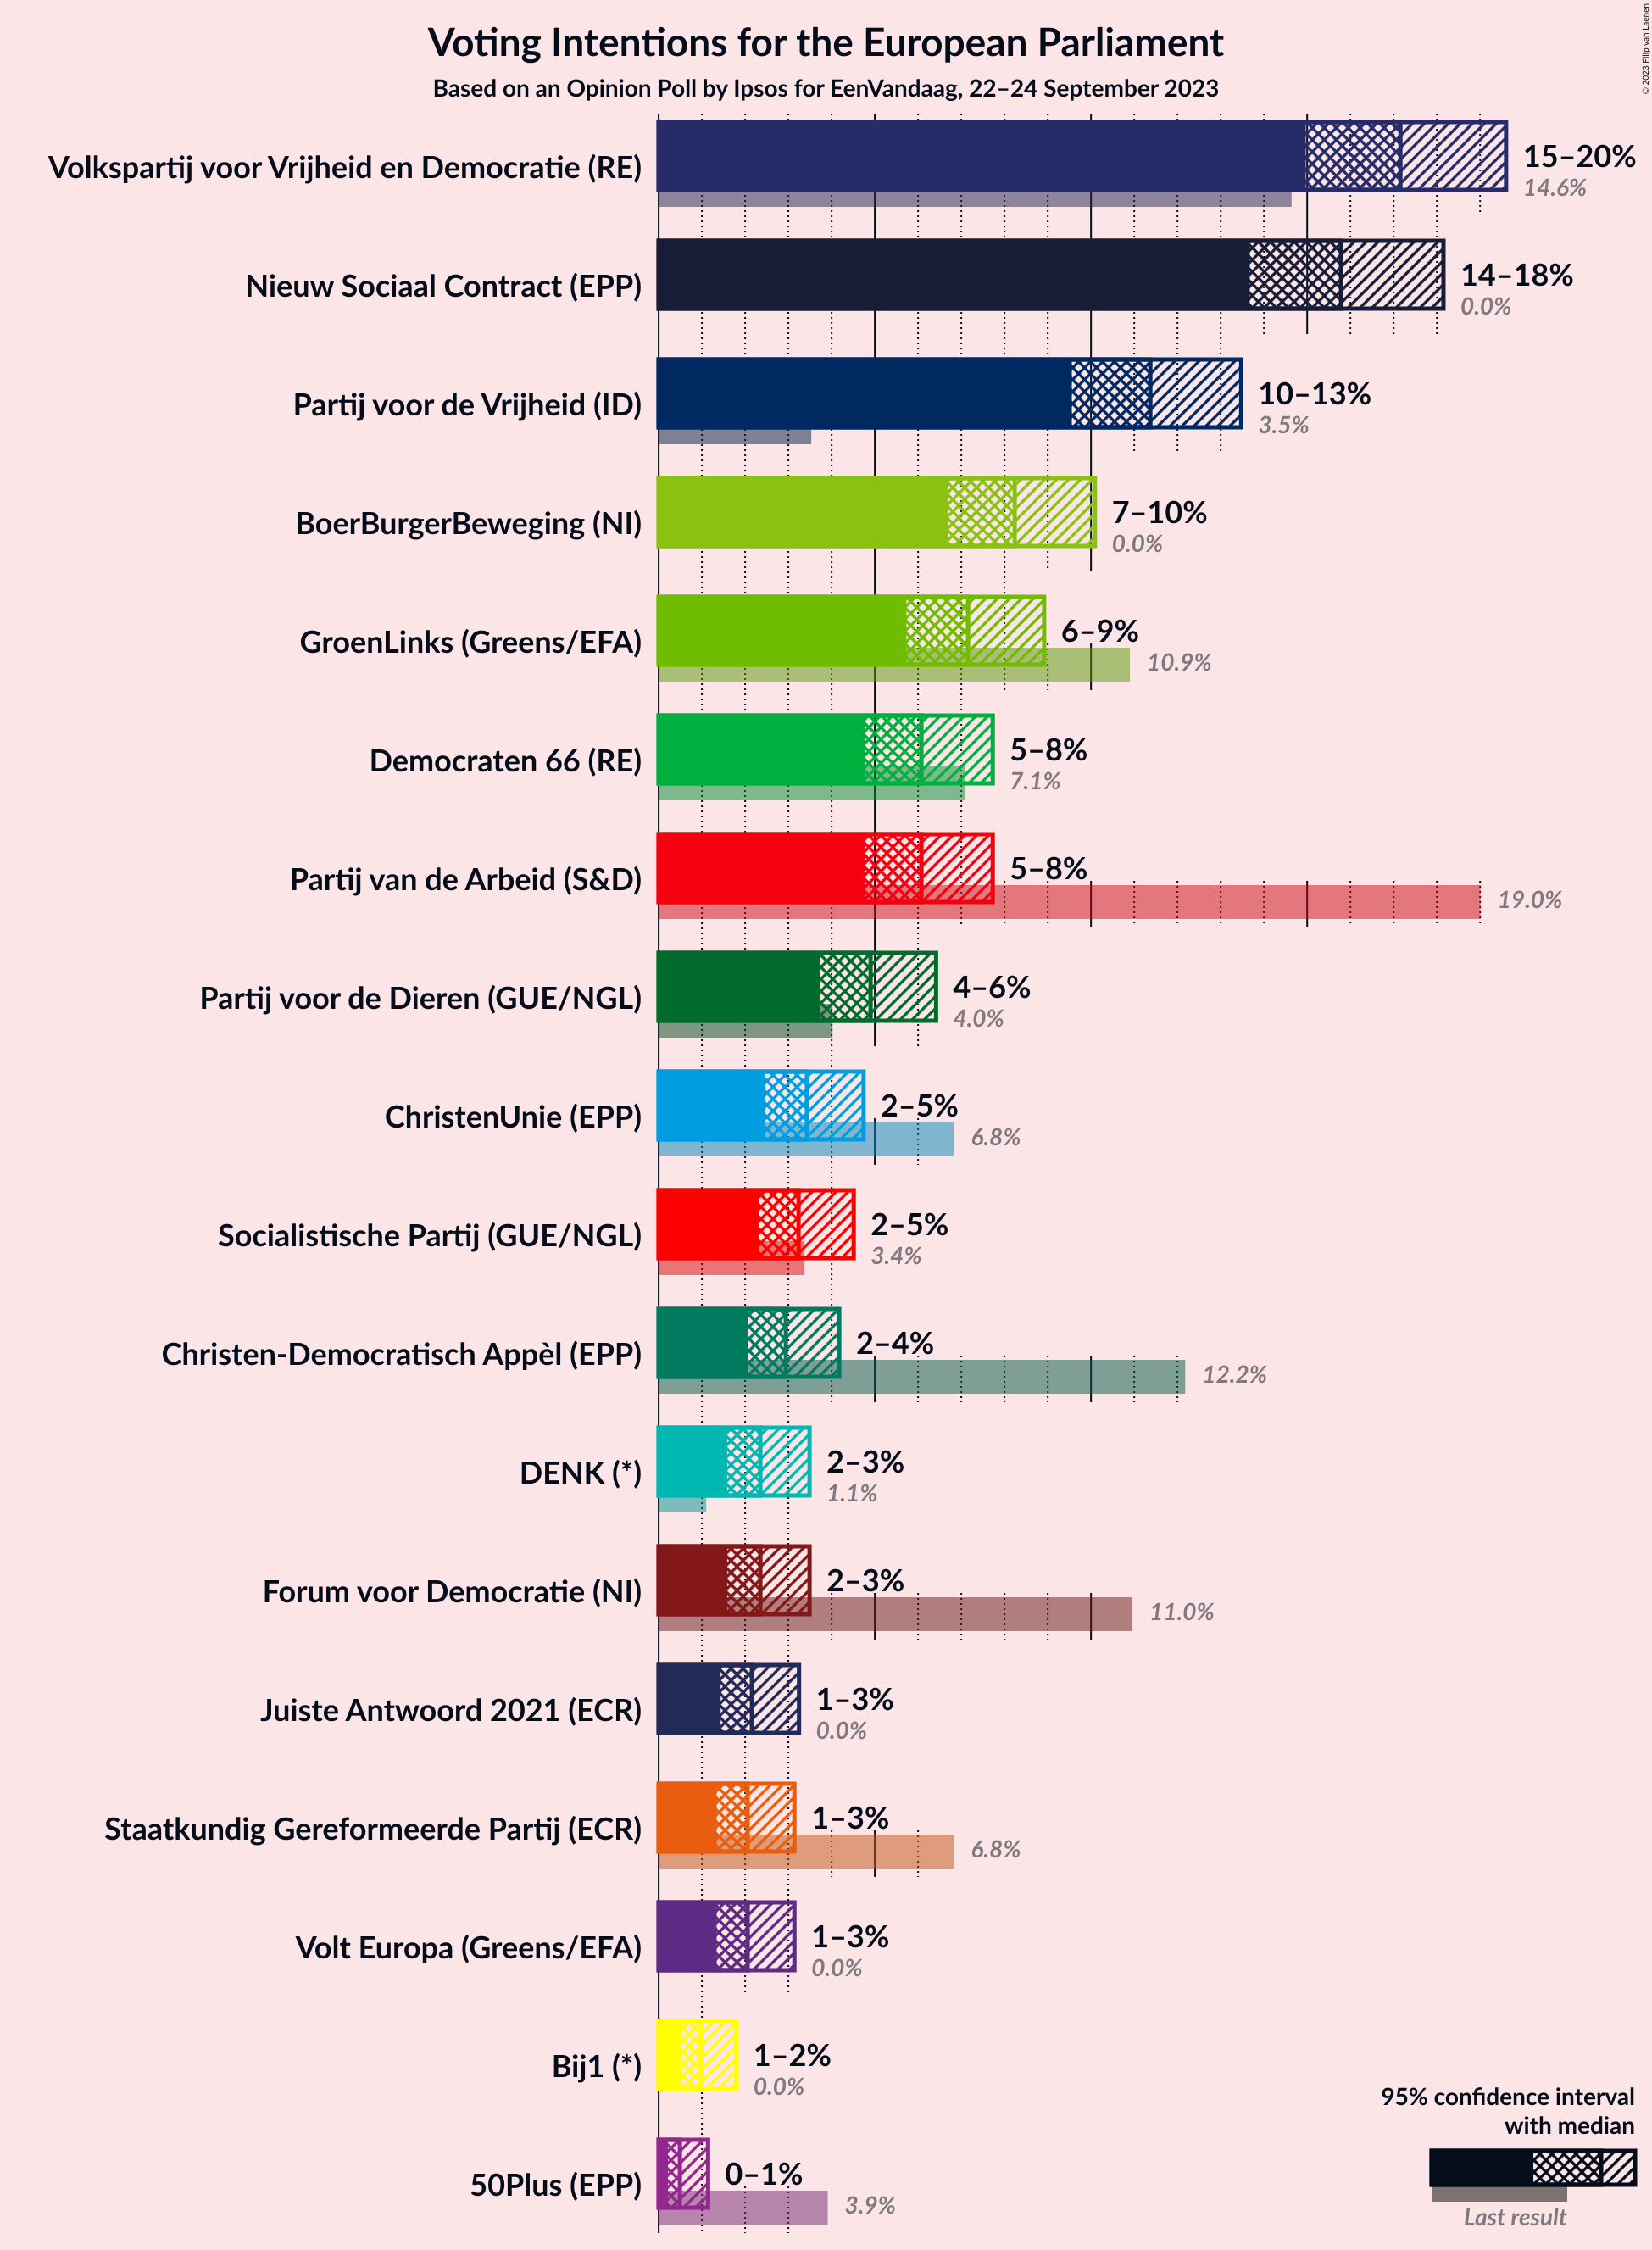 © 2023 Filip van Laenen
Voting Intentions for the European Parliament
Based on an Opinion Poll by Ipsos for EenVandaag, 22–24 September 2023
Volkspartij voor Vrijheid en Democratie (RE)
15–20%
14.6%
Nieuw Sociaal Contract (EPP)
14–18%
0.0%
Partij voor de Vrijheid (ID)
10–13%
3.5%
BoerBurgerBeweging (NI)
7–10%
0.0%
GroenLinks (Greens/EFA)
6–9%
10.9%
Democraten 66 (RE)
5–8%
7.1%
Partij van de Arbeid (S&D)
5–8%
19.0%
Partij voor de Dieren (GUE/NGL)
4–6%
4.0%
ChristenUnie (EPP)
2–5%
6.8%
Socialistische Partij (GUE/NGL)
2–5%
3.4%
Christen-Democratisch Appèl (EPP)
2–4%
12.2%
DENK (*)
2–3%
1.1%
Forum voor Democratie (NI)
2–3%
11.0%
Juiste Antwoord 2021 (ECR)
1–3%
0.0%
Staatkundig Gereformeerde Partij (ECR)
1–3%
6.8%
Volt Europa (Greens/EFA)
1–3%
0.0%
Bij1 (*)
1–2%
0.0%
50Plus (EPP)
0–1%
3.9%
95% confidence interval
with median
Last result